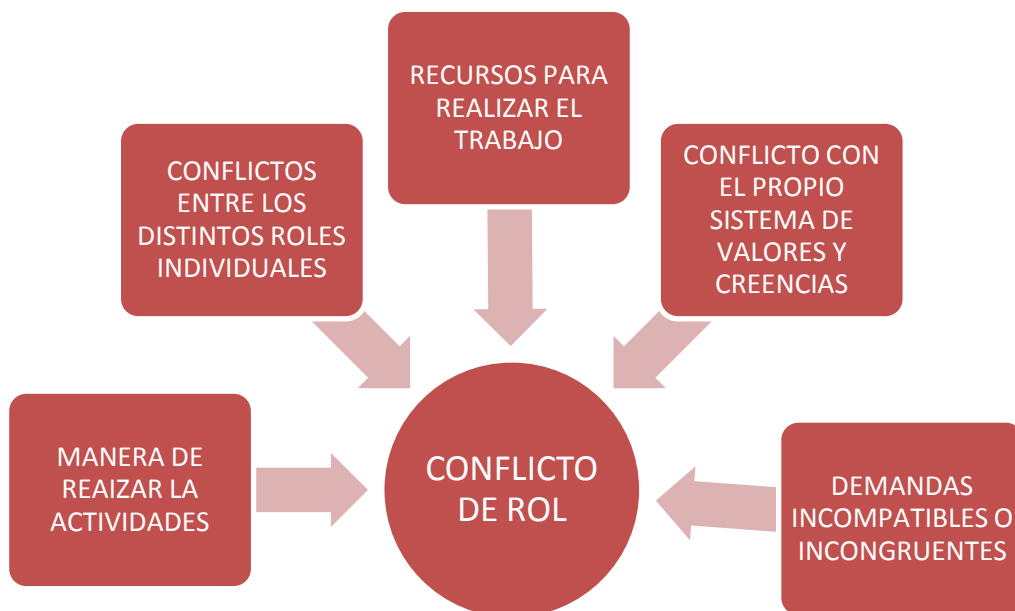 RECURSOS PARA
REALIZAR EL
TRABAJO
CONFLICTOS
ENTRE LOS
DISTINTOS ROLES
INDIVIDUALES
CONFLICTO CON
EL PROPIO
SISTEMA DE
VALORES Y
CREENCIAS
MANERA DE
REAIZAR LA
ACTIVIDADES
CONFLICTO
DE ROL
DEMANDAS
INCOMPATIBLES O
INCONGRUENTES